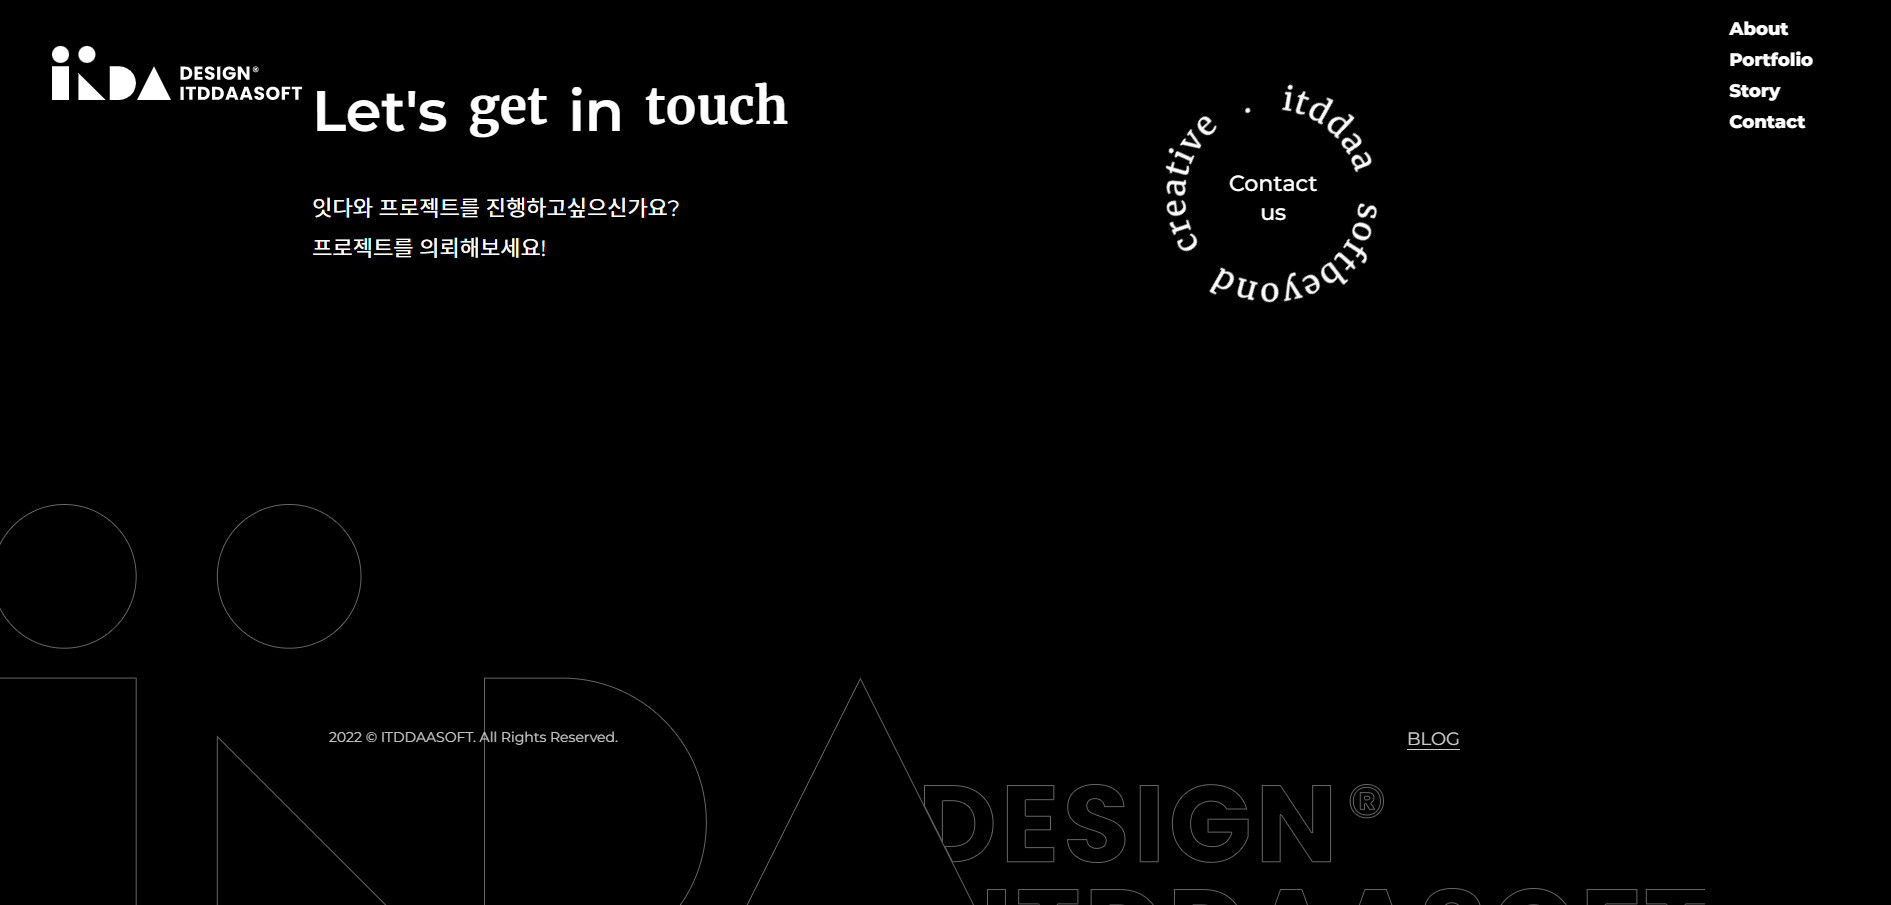 DESIGN®
ITDDAASOFT
Let's get in touch
잇다와 프로젝트를 진행하고싶으신가요?
프로젝트를 의뢰해보세요!
itddaa softbeyond creative .
Contact
us
About
Portfolio
Story
Contact
2022 © ITDDAASOFT. All Rights Reserved.
BLOG
DESIGN®
ITDDAASOFT